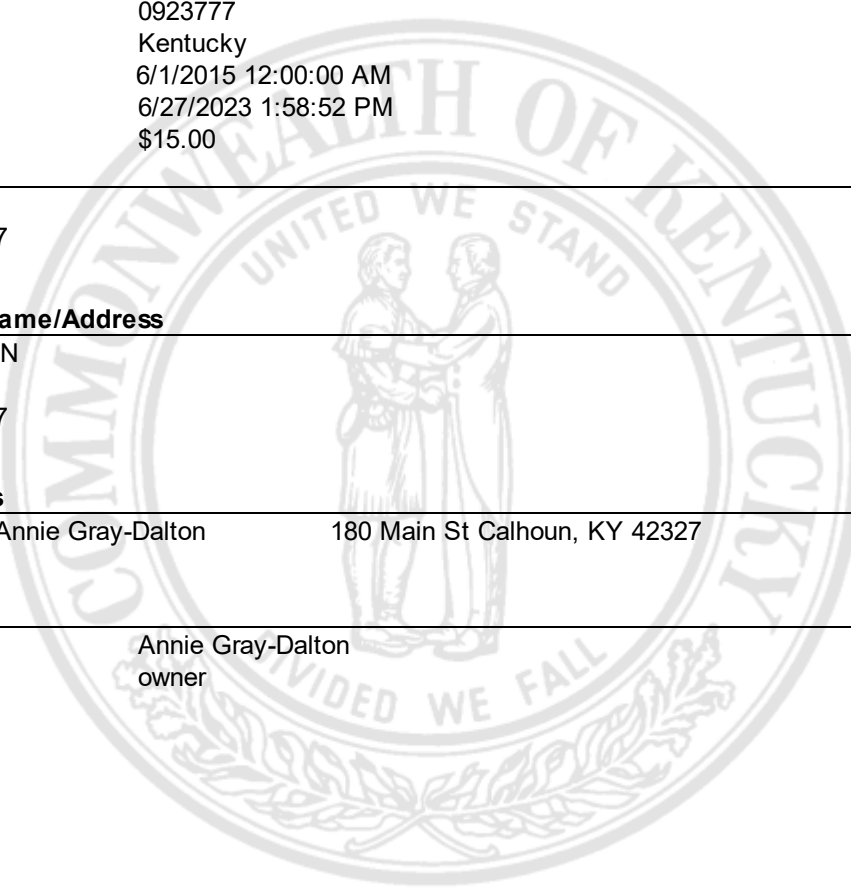 0923777
Kentucky
6/1/2015 12:00:00 AM
6/27/2023 1:58:52 PM
$15.00
7
ame/Address
N
7
s
Annie Gray-Dalton 180 Main St Calhoun, KY 42327
Annie Gray-Dalton
owner
COMMONWEALTH OF KENTUCKY
UNITED WE STAND
DIVIDED WE FALL